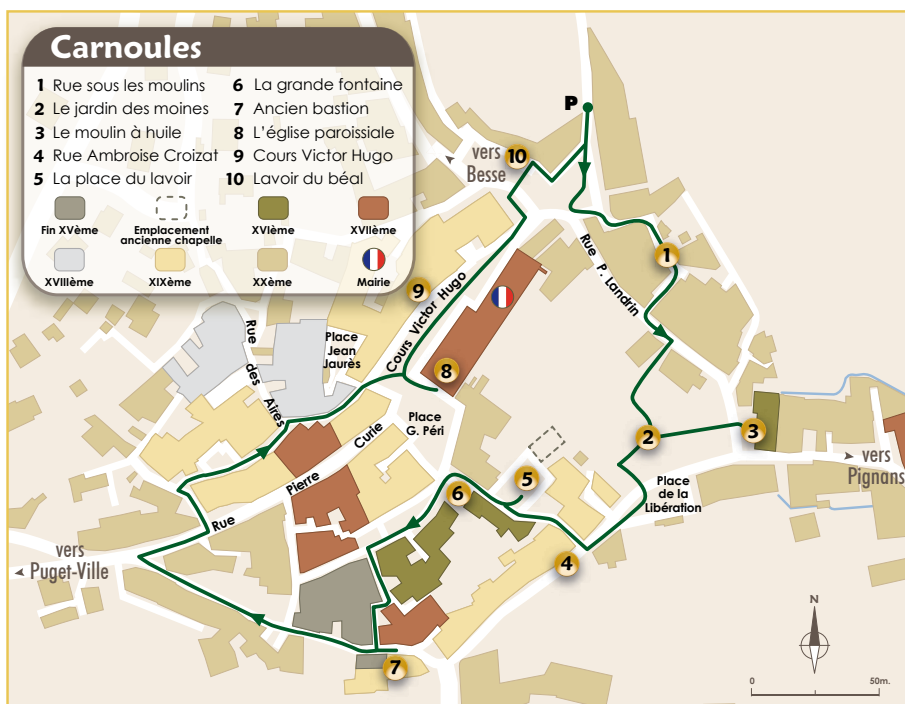 Carnoules
1 Rue sous les moulins
2 Le jardin des moines
3 Le moulin à huile
4 Rue Ambroise Croizat
5 La place du lavoir
6 La grande fontaine
7 Ancien bastion
8 L'église paroissiale
9 Cours Victor Hugo
10 Lavoir du béal
Fin XVème
Emplacement
ancienne chapelle
XVIème
XVIIème
XVIIIème
XIXème
XXème
Mairie
P
10
vers
Besse
1
Rue P. Landrin
9
Cours Victor Hugo
Place
Jean
Jaurès
Rue des Aires
8
Place
G. Péri
2
3
vers
Pignans
Rue Pierre Curie
5
6
Place
de la
Libération
4
vers
Puget-Ville
7
N
0
50m.